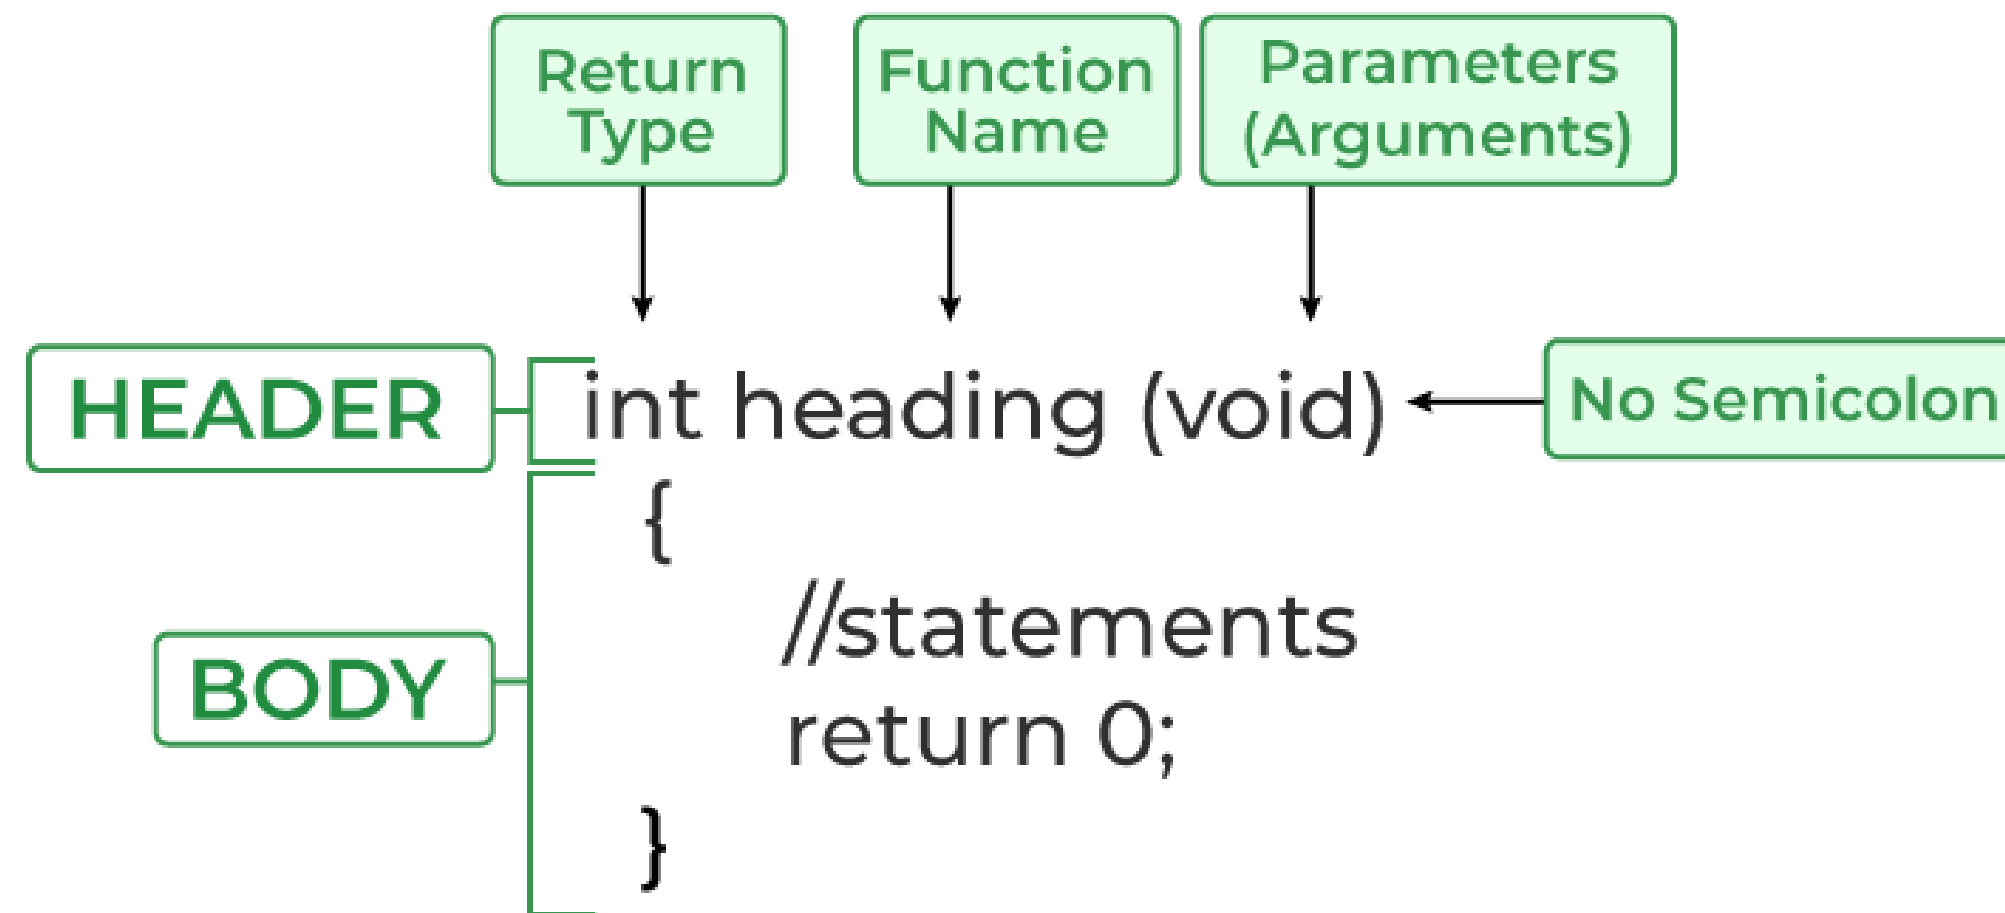 Return
Type
Function
Name
Parameters
(Arguments)
HEADER
int heading (void)
No Semicolon
{
//statements
BODY
return 0;
}